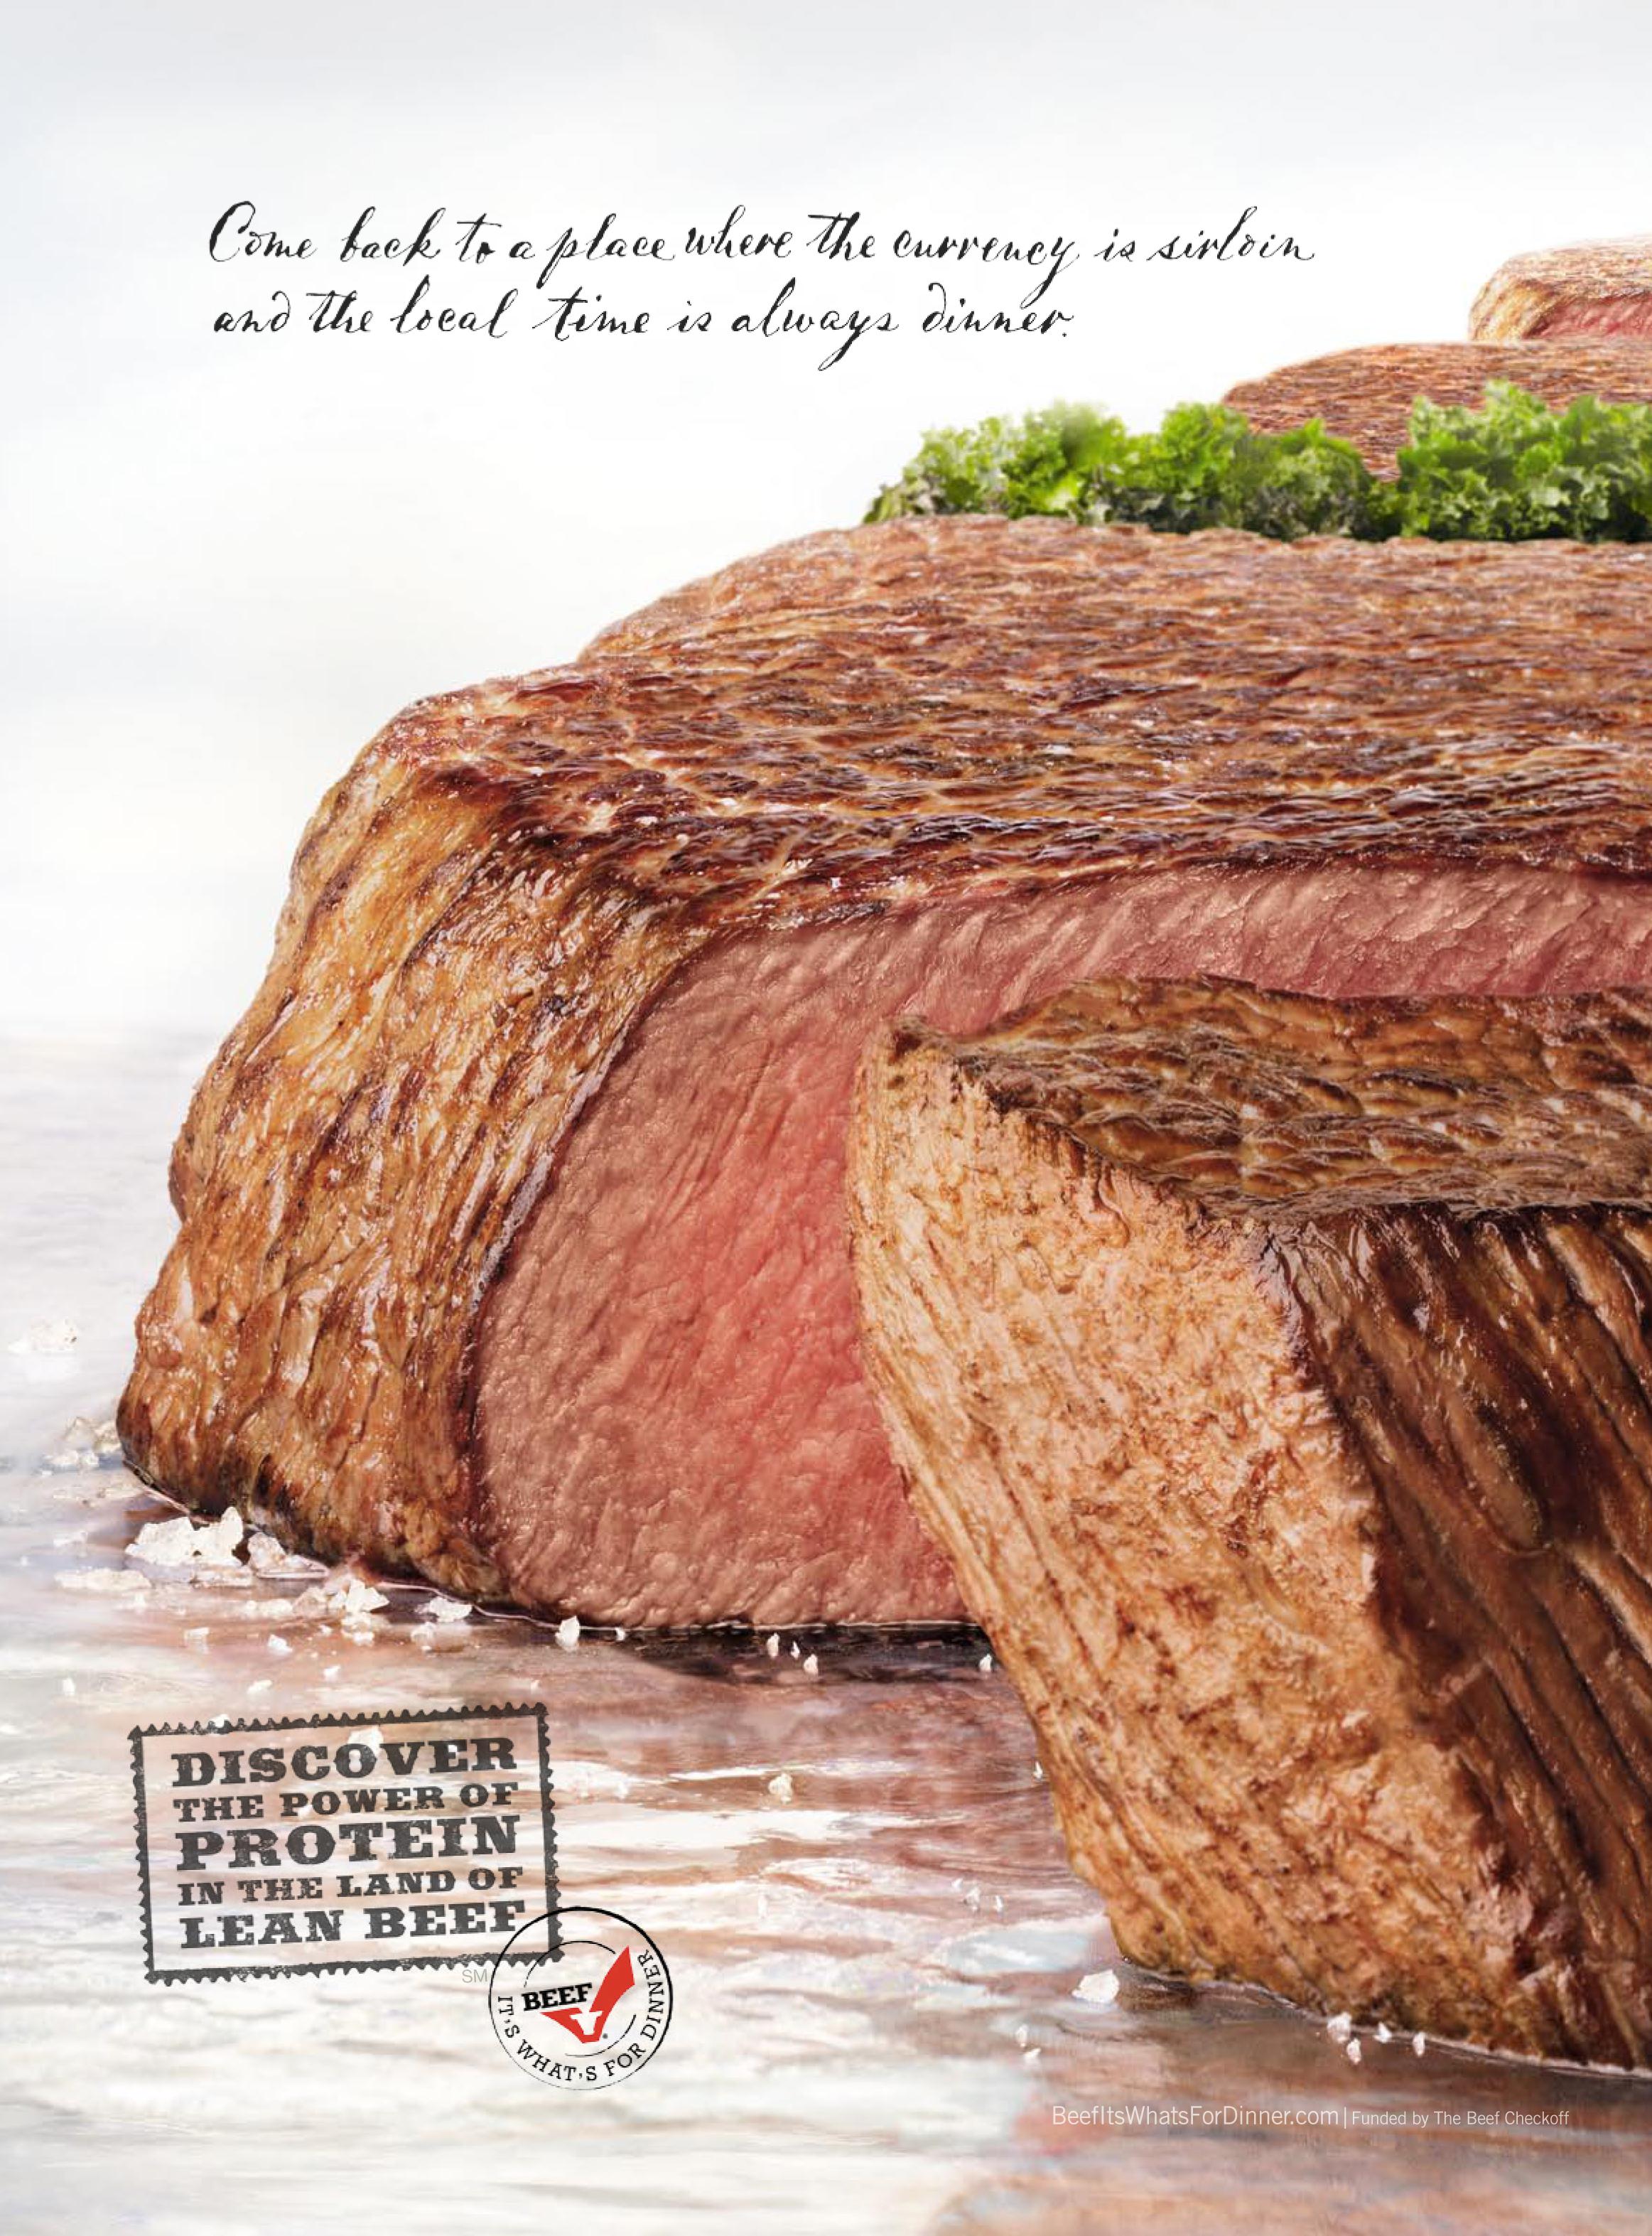 Come back to a place where the currency is sirloin
and the local time is always dinner.
DISCOVER
THE POWER OF
PROTEIN
IN THE LAND OF
LEAN BEEF
SM
BEEF
IT'S WHAT'S FOR DINNER
BeefItsWhatsForDinner.com | Funded by The Beef Checkoff